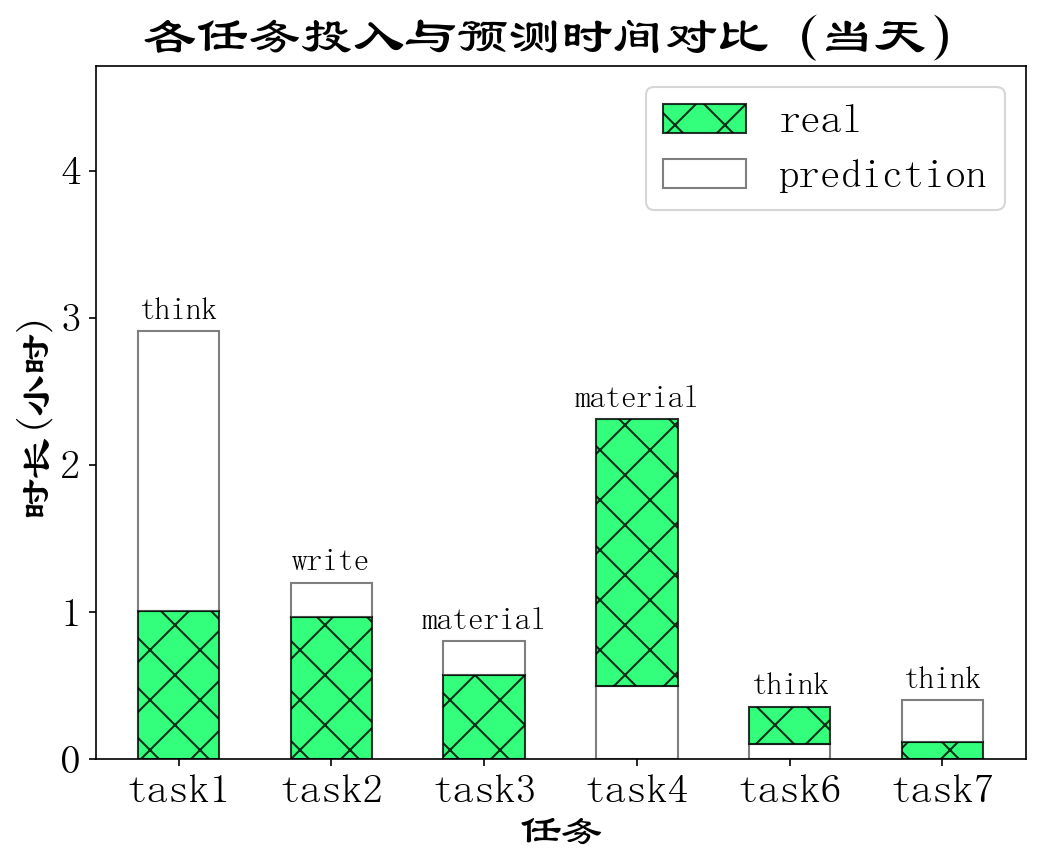 各任务投入与预测时间对比（当天）
real
prediction
时长(小时)
4
3
2
1
0
think
write
material
material
think
think
task1 task2 task3 task4 task6 task7
任务